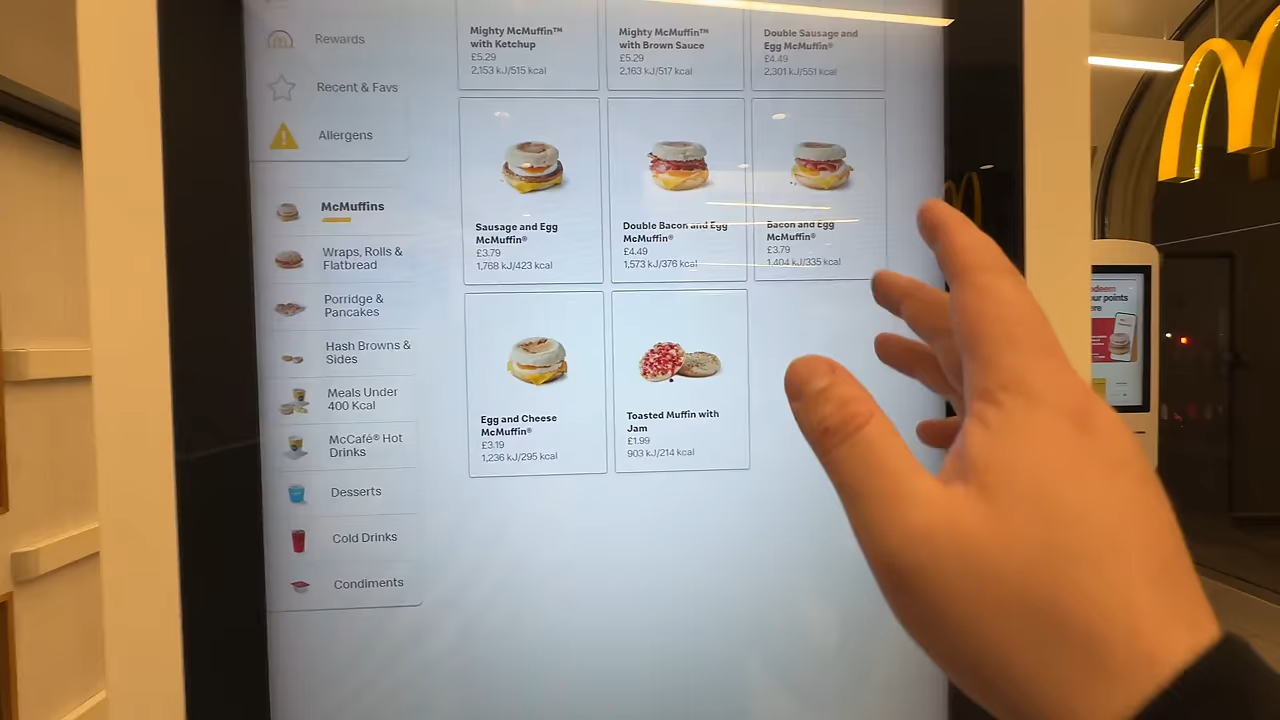 Rewards
Recent & Favs
Allergens
McMuffins
Wraps, Rolls &
Flatbread
Porridge &
Pancakes
Hash Browns &
Sides
Meals Under
400 Kcal
McCafé® Hot
Drinks
Desserts
Cold Drinks
Condiments
Mighty McMuffin™
with Ketchup
£5.29
2,153 kJ/515 kcal
Mighty McMuffin™
with Brown Sauce
£5.29
2,163 kJ/517 kcal
Double Sausage and
Egg McMuffin®
£4.49
2,301 kJ/551 kcal
Sausage and Egg
McMuffin®
£3.79
1,768 kJ/423 kcal
Double Bacon and Egg
McMuffin®
£4.49
1,573 kJ/376 kcal
Bacon and Egg
McMuffin®
£3.79
1,404 kJ/335 kcal
Egg and Cheese
McMuffin®
£3.19
1,236 kJ/295 kcal
Toasted Muffin with
Jam
£1.99
903 kJ/214 kcal
deem
ur points
re